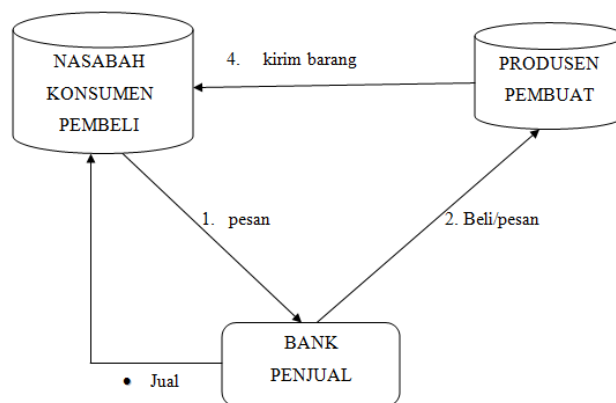 NASABAH
KONSUMEN
PEMBELI
4. kirim barang
PRODUSEN
PEMBUAT
1. pesan
2. Beli/pesan
BANK
PENJUAL
• Jual